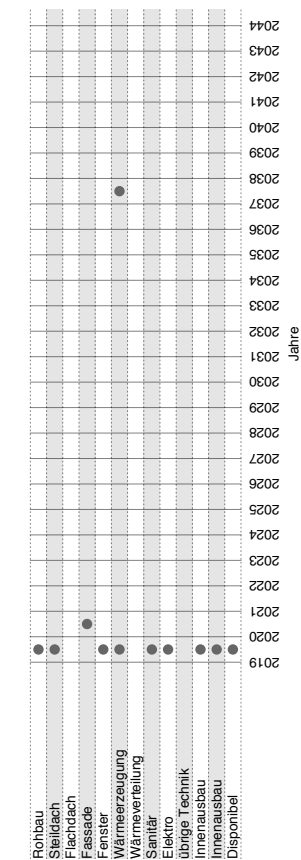 2044
2043
2042
2041
2040
2039
2038
2037
2036
2035
2034
2033
2032
2031
2030
2029
2028
2027
2026
2025
2024
2023
2022
2021
2020
2019
Jahre
Rohbau
Steildach
Flachdach
Fassade
Fenster
Wärmeerzeugung
Wärmeverteilung
Sanitär
Elektro
übrige Technik
Innenausbau
Innenausbau
Disponibel